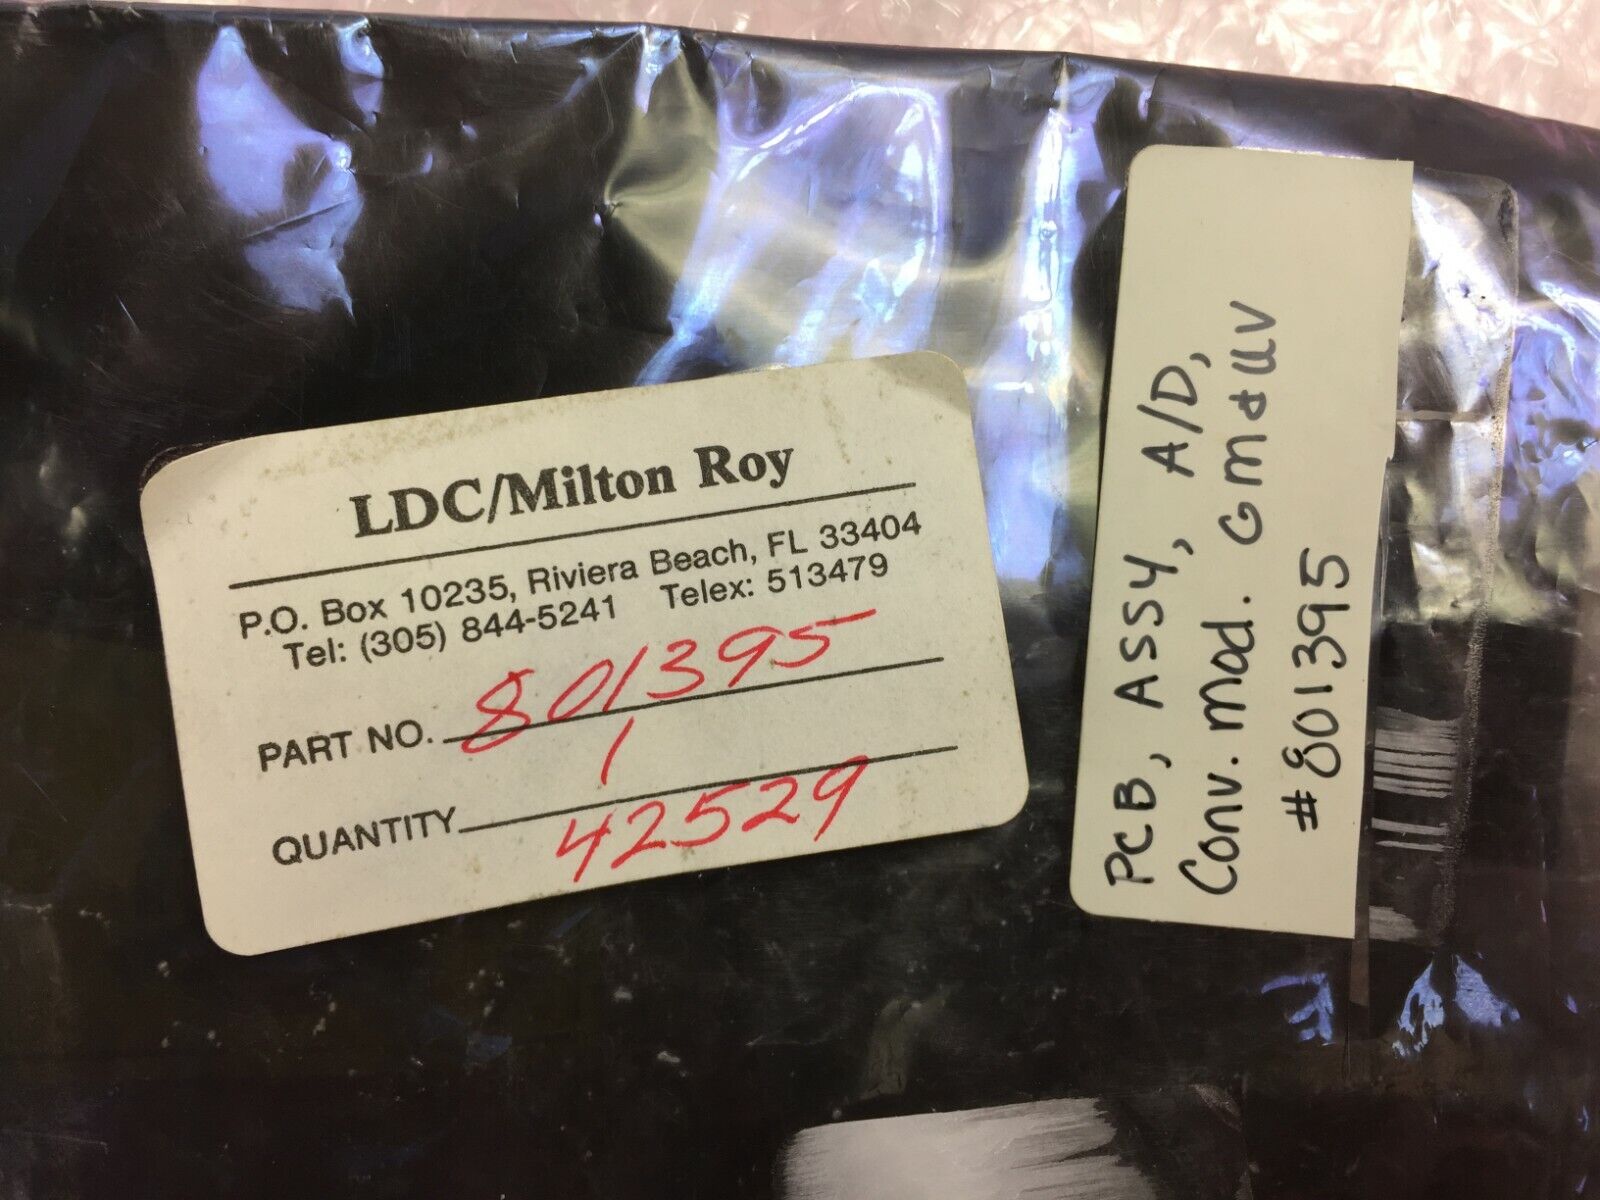 LDC/Milton Roy
P.O. Box 10235, Riviera Beach, FL 33404
Tel: (305) 844-5241 Telex: 513479
PART NO. 801395
QUANTITY 1
42529
PCB, ASSY, A/D,
Conv. mod. GM & UV
#801395